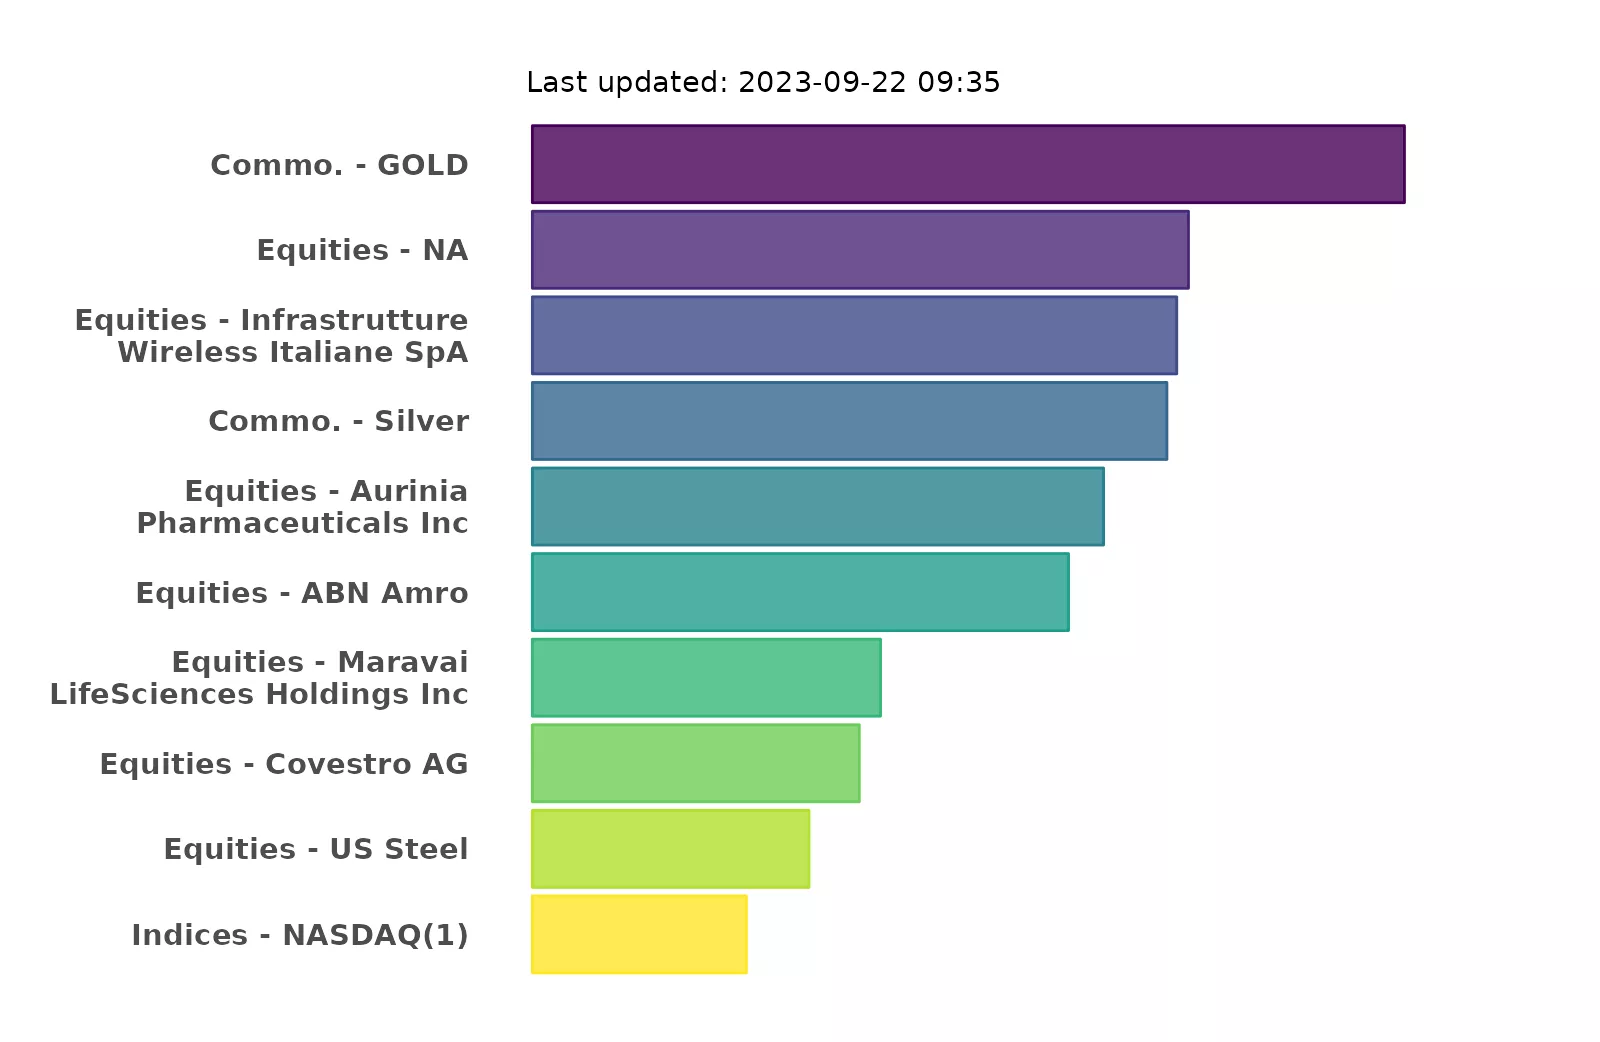 Last updated: 2023-09-22 09:35
Commo. - GOLD
Equities - NA
Equities - Infrastrutture
Wireless Italiane SpA
Commo. - Silver
Equities - Aurinia
Pharmaceuticals Inc
Equities - ABN Amro
Equities - Maravai
LifeSciences Holdings Inc
Equities - Covestro AG
Equities - US Steel
Indices - NASDAQ(1)